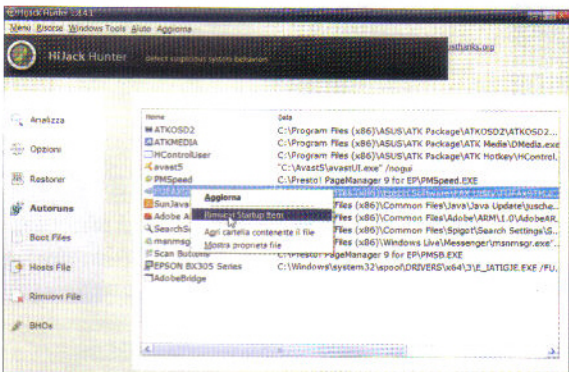 HiJack Hunter 1.8.4.1
Menu Risorse Windows Tools Aiuto Aggiorna
HiJack Hunter detect suspicious system behaviors
Analizza
Opzioni
Restorer
Autoruns
Boot Files
Hosts File
Rimuovi File
BHOs
Name Data
ATKOSD2 C:\Program Files (x86)\ASUS\ATK Package\ATKOSD2\ATKOSD2...
ATKMEDIA C:\Program Files (x86)\ASUS\ATK Package\ATK Media\DMedia.exe
HControlUser C:\Program Files (x86)\ASUS\ATK Package\ATK Hotkey\HControl...
avast5 "C:\Avast5\avastUI.exe" /nogui
PMSpeed C:\Presto! PageManager 9 for EP\PMSpeed.EXE
SunJava Files (x86)\Common Files\Java\Java Update\jusche...
Adobe A Files (x86)\Common Files\Adobe\ARM\1.0\AdobeAR...
SearchS Files (x86)\Common Files\Spigot\Search Settings\S...
msnmsg Files (x86)\Windows Live\Messenger\msnmsgr.exe"...
Scan Buttons C:\Presto! PageManager 9 for EP\PMSB.EXE
EPSON BX305 Series C:\Windows\system32\spool\DRIVERS\x64\3\E_IATIGJE.EXE /FU...
AdobeBridge
Aggiorna
Rimuovi Startup Item
Apri cartella contenente il file
Mostra proprietà file